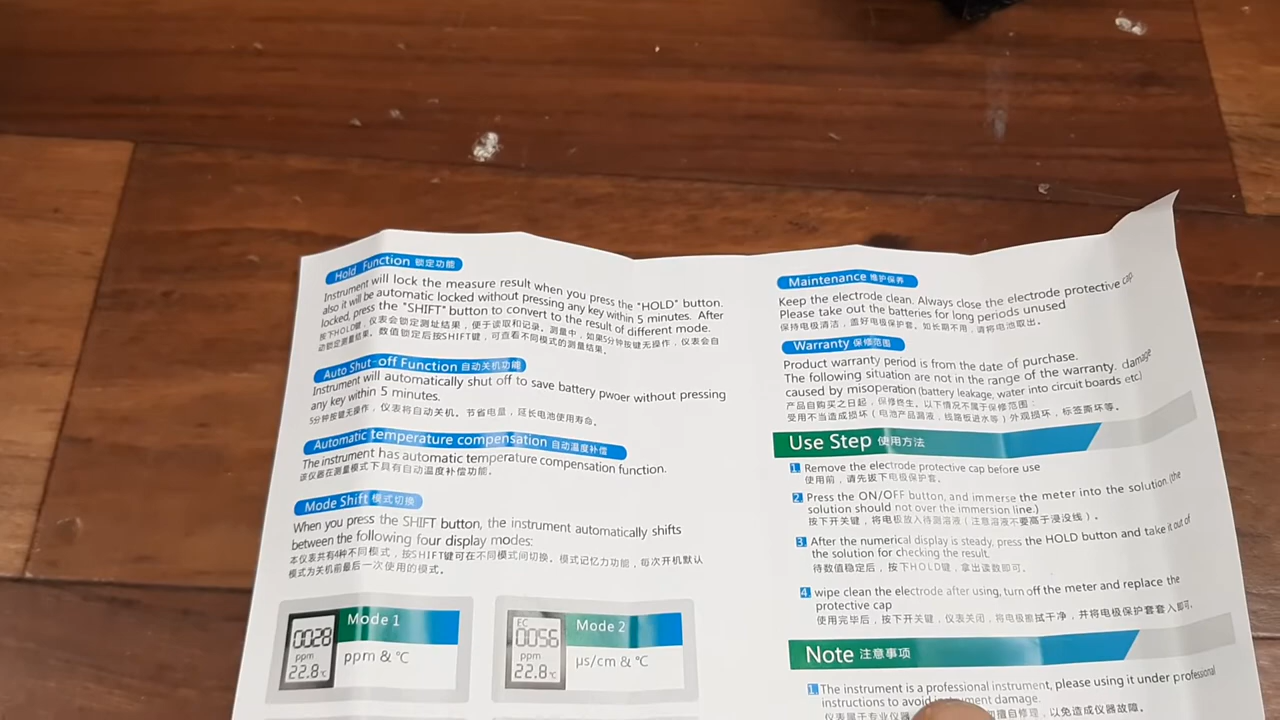 Hold Function 锁定功能
Instrument will lock the measure result when you press the "HOLD" button.
also it will be automatic locked without pressing any key within 5 minutes. After
locked, press the "SHIFT" button to convert to the result of different mode.
按下HOLD键，仪表会锁定测址结果，便于读取和记录。测量中，如果5分钟按键无操作，仪表会自
动锁定测量结果。数值锁定后按SHIFT键，可查看不同模式的测量结果。
Auto Shut-off Function 自动关机功能
Instrument will automatically shut off to save battery pwoer without pressing
any key within 5 minutes.
5分钟按键无操作，仪表将自动关机。节省电量，延长电池使用寿命。
Automatic temperature compensation 自动温度补偿
The instrument has automatic temperature compensation function.
该仪器在测量模式下具有自动温度补偿功能。
Mode Shift 模式切换
When you press the SHIFT button, the instrument automatically shifts
between the following four display modes:
本仪表共有4种不同模式，按SHIFT键可在不同模式间切换。模式记忆力功能，每次开机默认
模式为关机前最后一次使用的模式。
0028
ppm
22.8℃
Mode 1
ppm & ℃
EC
0056
ppm
22.8℃
Mode 2
μs/cm & ℃
Maintenance 维护保养
Keep the electrode clean. Always close the electrode protective cap
Please take out the batteries for long periods unused
保持电极清洁，盖好电极保护套。如长期不用，请将电池取出。
Warranty 保修范围
Product warranty period is from the date of purchase.
The following situation are not in the range of the warranty. damage
caused by misoperation (battery leakage, water into circuit boards etc)
产品自购买之日起，保修终生。以下情况不属于保修范围：
受用不当造成损坏（电池产品漏液，线路板进水等）外观损坏，标签撕坏等。
Use Step 使用方法
1. Remove the electrode protective cap before use
使用前，请先拔下电极保护套。
2. Press the ON/OFF button, and immerse the meter into the solution. (the
solution should not over the immersion line.)
按下开关键，将电极放入待测溶液（注意溶液不要高于浸没线）。
3. After the numerical display is steady, press the HOLD button and take it out of
the solution for checking the result.
待数值稳定后，按下HOLD键，拿出读数即可。
4. wipe clean the electrode after using, turn off the meter and replace the
protective cap
使用完毕后，按下开关键，仪表关闭，将电极擦拭干净，并将电极保护套套入即可。
Note 注意事项
1. The instrument is a professional instrument, please using it under professional
instructions to avoid instrument damage.
仪表属于专业仪器 擅自修理，以免造成仪器故障。